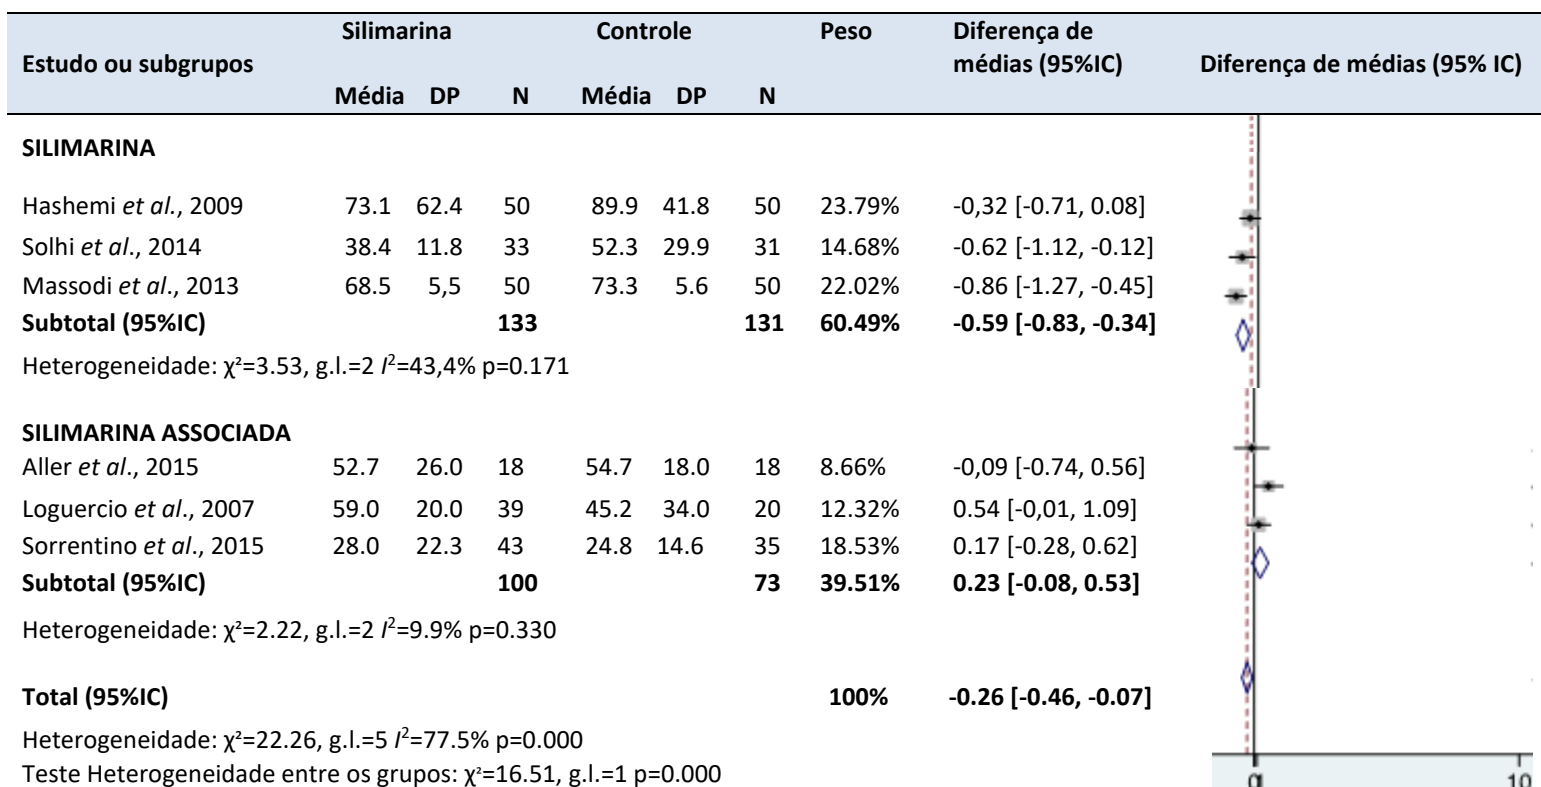 Silimarina Controle Peso Diferença de médias (95%IC) Diferença de médias (95% IC)
Estudo ou subgrupos
Média DP N Média DP N
SILIMARINA
Hashemi et al., 2009 73.1 62.4 50 89.9 41.8 50 23.79% -0,32 [-0.71, 0.08]
Solhi et al., 2014 38.4 11.8 33 52.3 29.9 31 14.68% -0.62 [-1.12, -0.12]
Massodi et al., 2013 68.5 5,5 50 73.3 5.6 50 22.02% -0.86 [-1.27, -0.45]
Subtotal (95%IC) 133 131 60.49% -0.59 [-0.83, -0.34]
Heterogeneidade: χ²=3.53, g.l.=2 I²=43,4% p=0.171
SILIMARINA ASSOCIADA
Aller et al., 2015 52.7 26.0 18 54.7 18.0 18 8.66% -0,09 [-0.74, 0.56]
Loguercio et al., 2007 59.0 20.0 39 45.2 34.0 20 12.32% 0.54 [-0,01, 1.09]
Sorrentino et al., 2015 28.0 22.3 43 24.8 14.6 35 18.53% 0.17 [-0.28, 0.62]
Subtotal (95%IC) 100 73 39.51% 0.23 [-0.08, 0.53]
Heterogeneidade: χ²=2.22, g.l.=2 I²=9.9% p=0.330
Total (95%IC) 100% -0.26 [-0.46, -0.07]
Heterogeneidade: χ²=22.26, g.l.=5 I²=77.5% p=0.000
Teste Heterogeneidade entre os grupos: χ²=16.51, g.l.=1 p=0.000
0 10